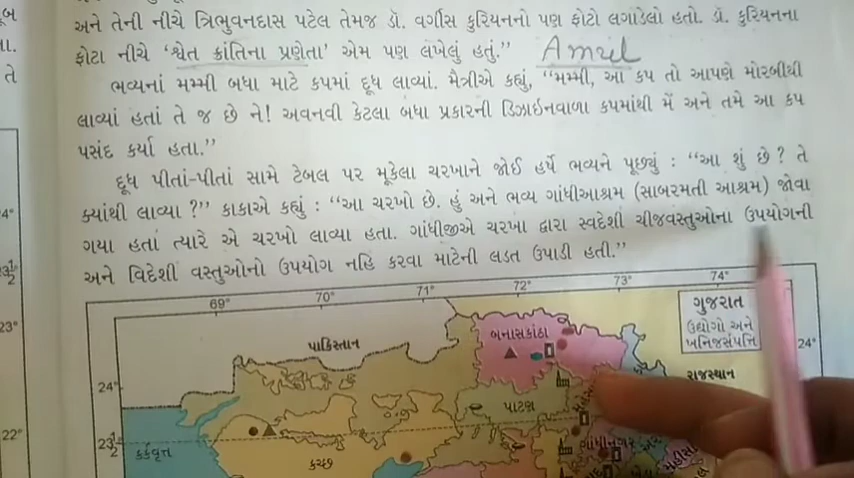 અને તેની નીચે ત્રિભુવનદાસ પટેલ તેમજ ડૉ. વર્ગીસ કુરિયનનો પણ ફોટો લગાડેલો હતો. ડૉ. કુરિયનના
ફોટા નીચે ‘શ્વેત ક્રાંતિના પ્રણેતા’ એમ પણ લખેલું હતું.” Amul
ભવ્યનાં મમ્મી બધા માટે કપમાં દૂધ લાવ્યાં. મૈત્રીએ કહ્યું, “મમ્મી, આ કપ તો આપણે મોરબીથી
લાવ્યાં હતાં તે જ છે ને! અવનવી કેટલા બધા પ્રકારની ડિઝાઇનવાળા કપમાંથી મેં અને તમે આ કપ
પસંદ કર્યા હતા.”
દૂધ પીતાં-પીતાં સામે ટેબલ પર મૂકેલા ચરખાને જોઈ હર્ષે ભવ્યને પૂછ્યું : “આ શું છે ? તે
ક્યાંથી લાવ્યા ?” કાકાએ કહ્યું : “આ ચરખો છે. હું અને ભવ્ય ગાંધીઆશ્રમ (સાબરમતી આશ્રમ) જોવા
ગયા હતાં ત્યારે એ ચરખો લાવ્યા હતા. ગાંધીજીએ ચરખા દ્વારા સ્વદેશી ચીજવસ્તુઓના ઉપયોગની
અને વિદેશી વસ્તુઓનો ઉપયોગ નહિ કરવા માટેની લડત ઉપાડી હતી.”
69° 70° 71° 72° 73° 74°
ગુજરાત
ઉદ્યોગો અને
ખનિજસંપત્તિ
પાકિસ્તાન
બનાસકાંઠા
રાજસ્થાન
24° 24°
પાટણ
23½° કર્કવૃત્ત
કચ્છ
ગાંધીનગર
23°
22°